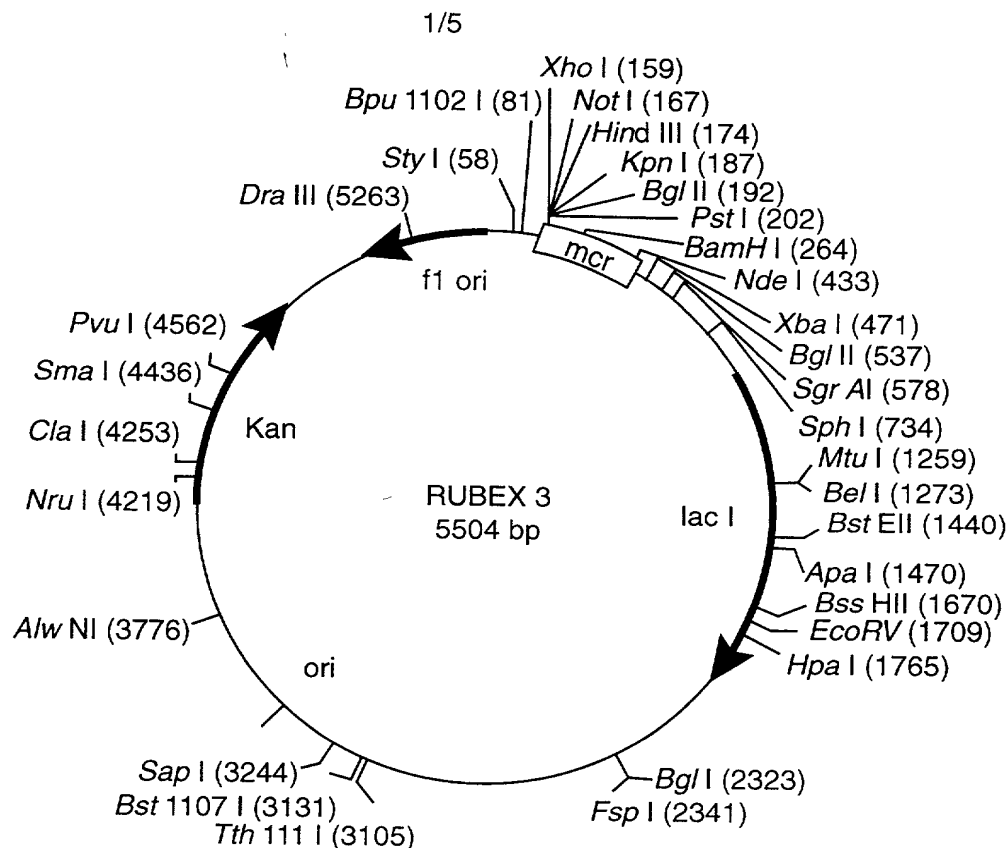 1/5
Xho I (159)
Bpu 1102 I (81)
Not I (167)
Hind III (174)
Sty I (58)
Kpn I (187)
Dra III (5263)
Bgl II (192)
Pst I (202)
BamH I (264)
mcr
f1 ori
Nde I (433)
Pvu I (4562)
Xba I (471)
Bgl II (537)
Sma I (4436)
Sgr AI (578)
Cla I (4253)
Kan
Sph I (734)
Mtu I (1259)
Nru I (4219)
RUBEX 3
5504 bp
lac I
Bel I (1273)
Bst EII (1440)
Apa I (1470)
Bss HII (1670)
Alw NI (3776)
EcoRV (1709)
Hpa I (1765)
ori
Sap I (3244)
Bgl I (2323)
Bst 1107 I (3131)
Fsp I (2341)
Tth 111 I (3105)